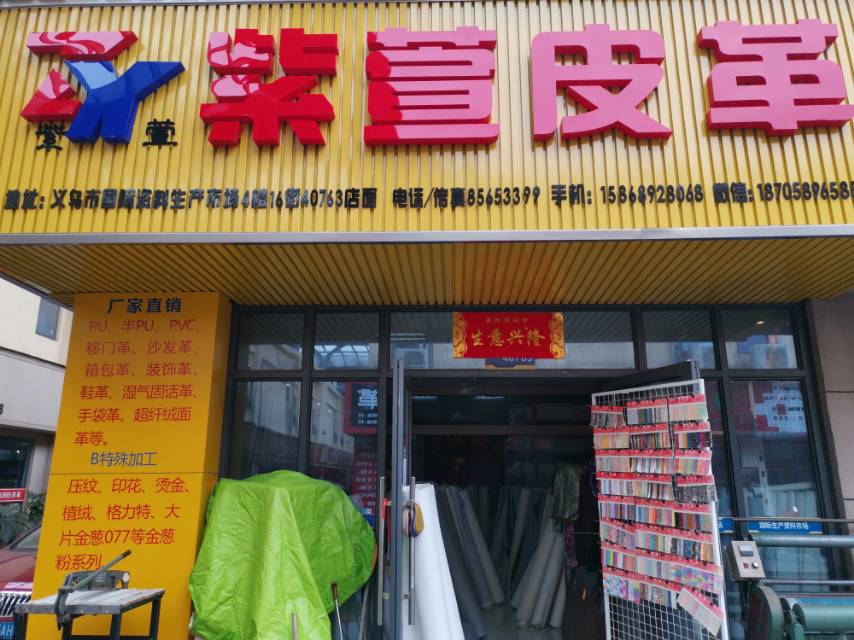 紫萱皮革
紫萱
地址:义乌市国际资料生产市场4幢16街40763店面 电话/传真85653399 手机:15868928068 微信:18705896588
厂家直销
PU、半PU、PVC、
移门革、沙发革、
箱包革、装饰革、
鞋革、湿气固话革、
手袋革、超纤绒面
革等。
B特殊加工
压纹、印花、烫金、
植绒、格力特、大
片金葱077等金葱
粉系列
生意兴隆
40763
国际生产资料市场